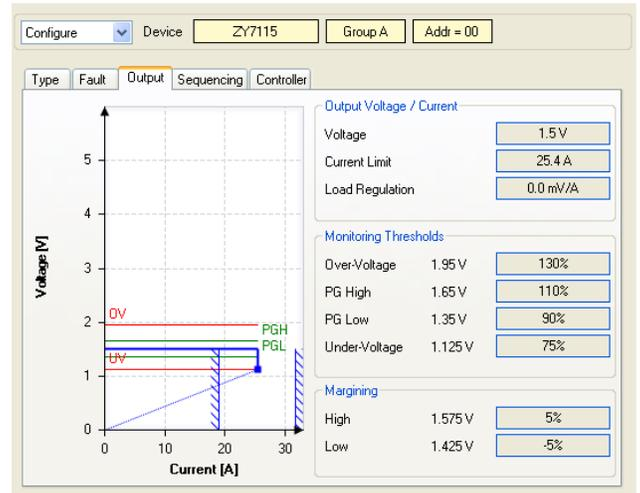 Configure Device ZY7115 Group A Addr = 00
Type Fault Output Sequencing Controller
Output Voltage / Current
Voltage 1.5 V
Current Limit 25.4 A
Load Regulation 0.0 mV/A
Monitoring Thresholds
Over-Voltage 1.95 V 130%
PG High 1.65 V 110%
PG Low 1.35 V 90%
Under-Voltage 1.125 V 75%
Margining
High 1.575 V 5%
Low 1.425 V -5%
Voltage [V]
5
4
3
2
1
0
OV
PGH
PGL
UV
0 10 20 30
Current [A]